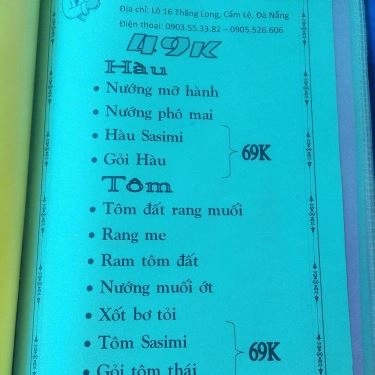 Địa chỉ: Lô 16 Thăng Long, Cẩm Lệ, Đà Nẵng
Điện thoại: 0903.55.33.82 – 0905.526.606
49K
Hàu
• Nướng mỡ hành
• Nướng phô mai
• Hàu Sasimi
• Gỏi Hàu
69K
Tôm
• Tôm đất rang muối
• Rang me
• Ram tôm đất
• Nướng muối ớt
• Xốt bơ tỏi
• Tôm Sasimi
• Gỏi tôm thái
69K